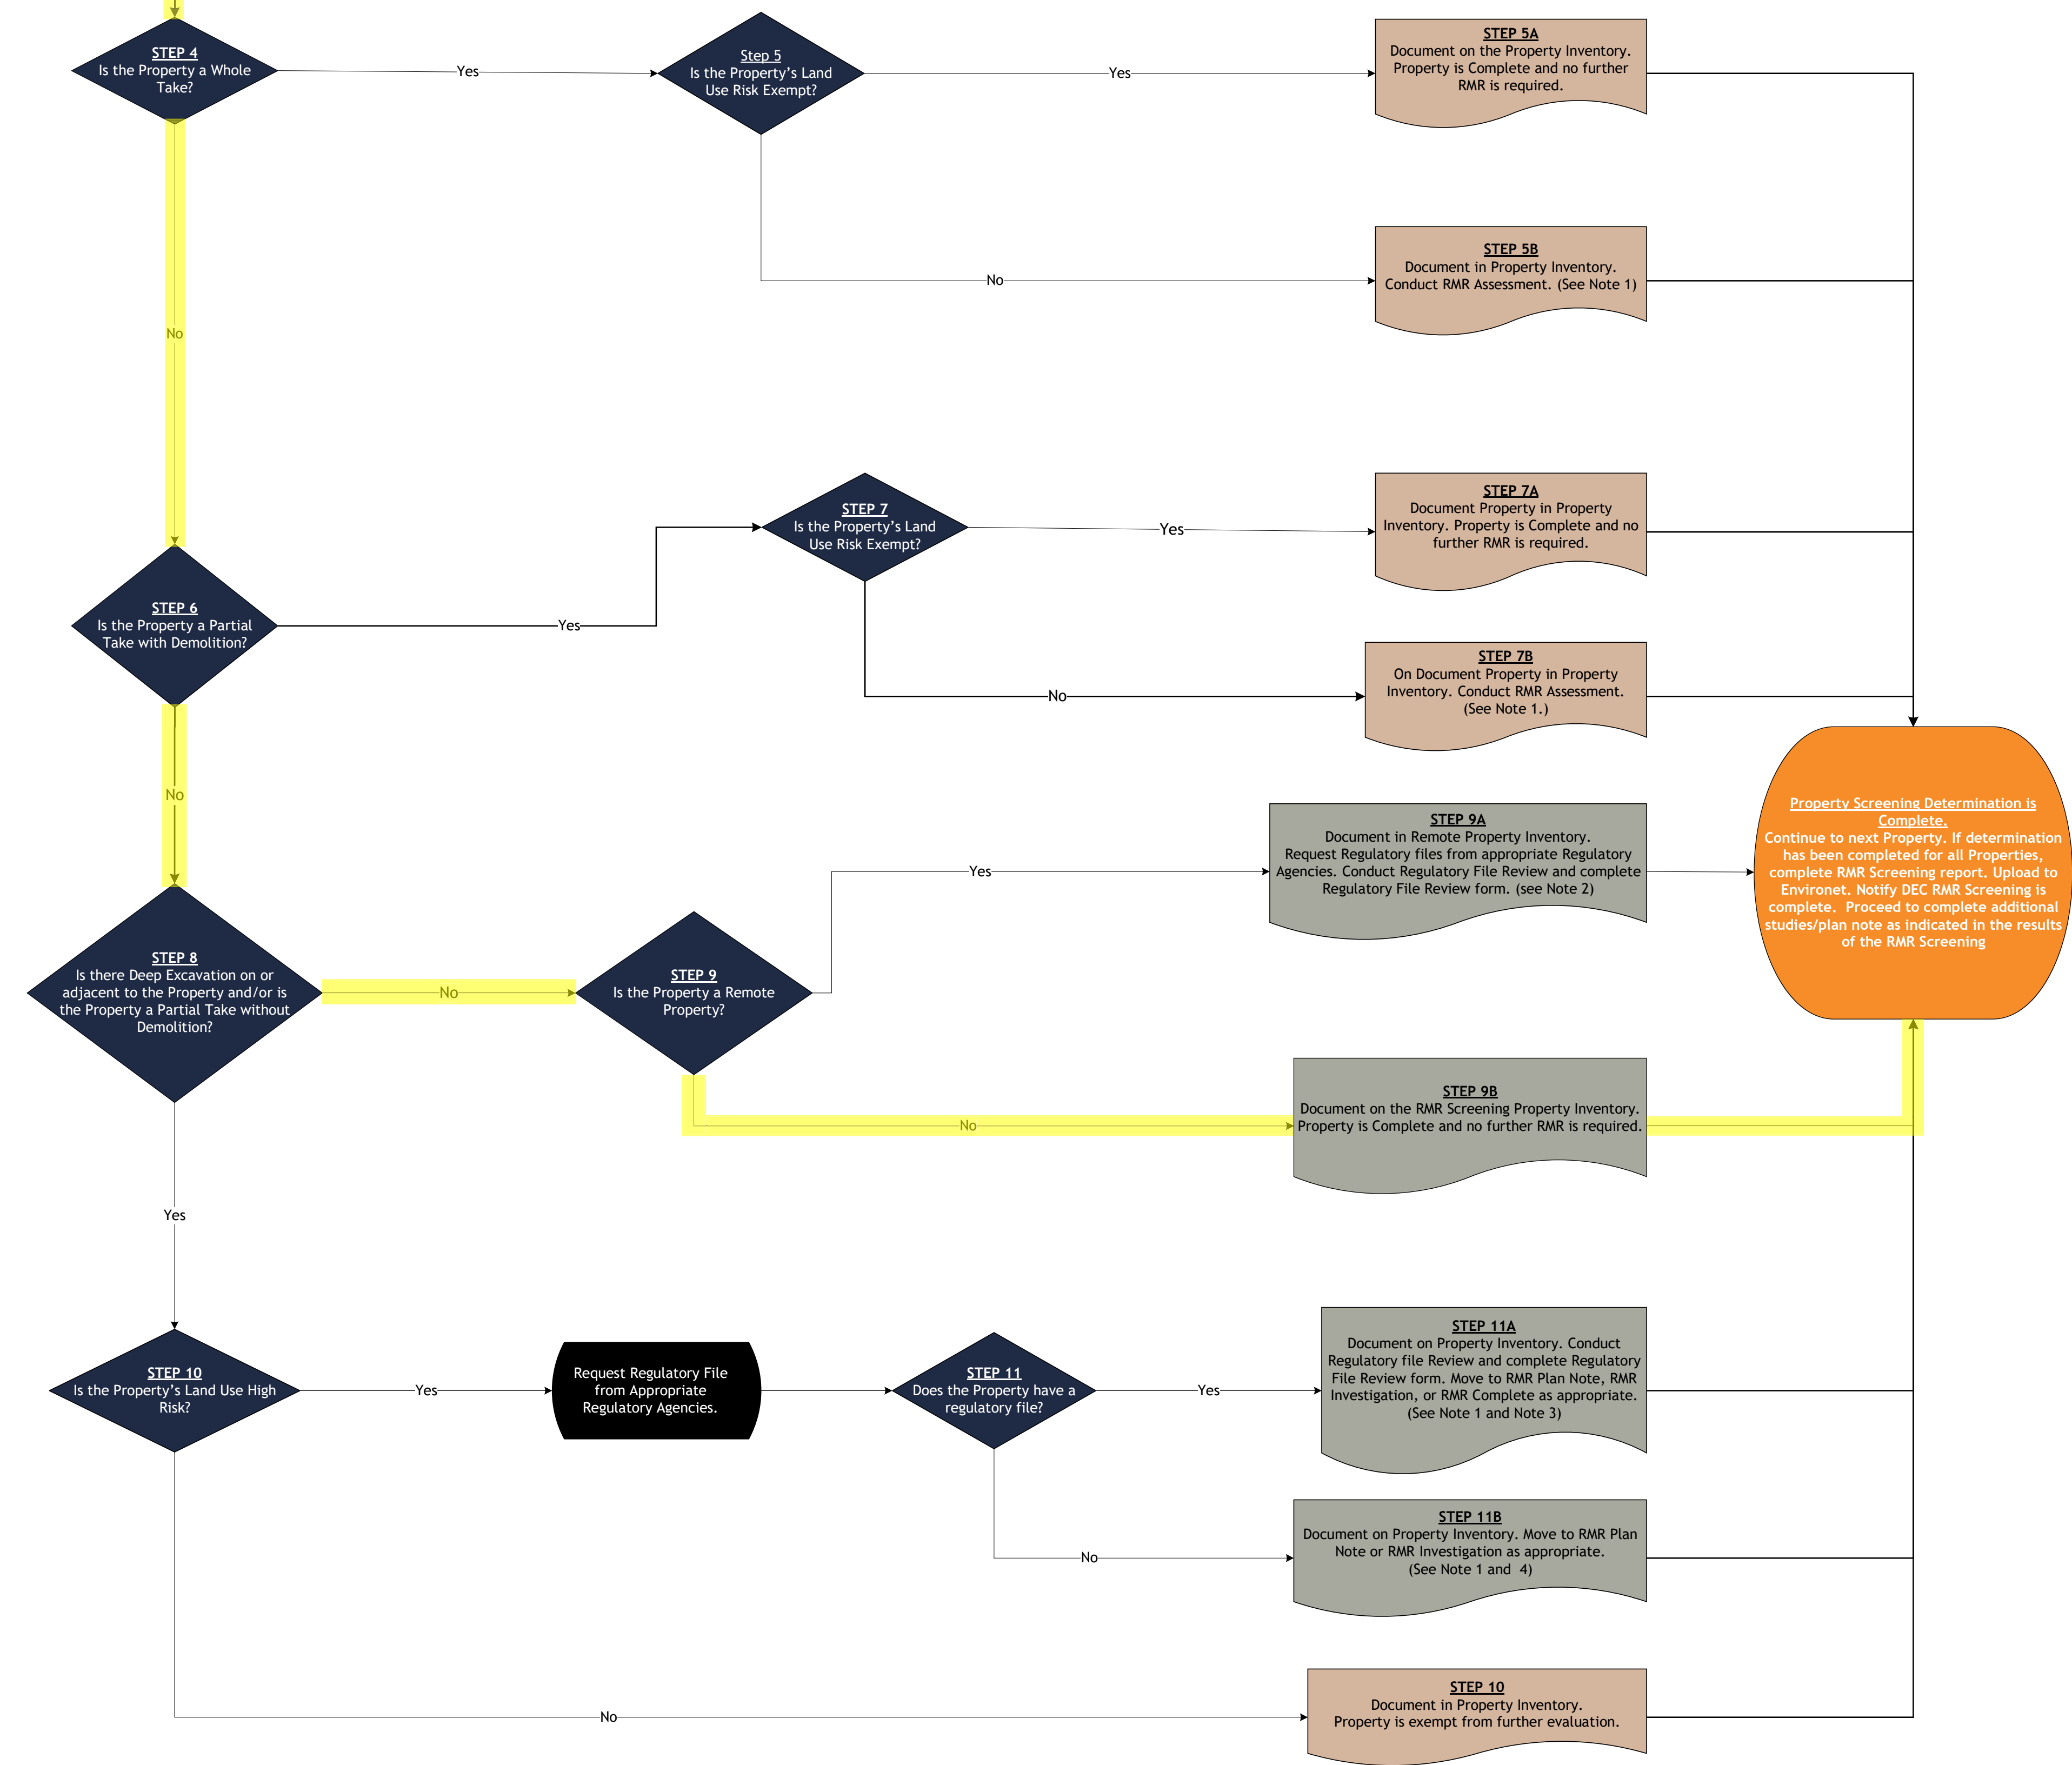 STEP 4
Is the Property a Whole
Take?
Yes
Step 5
Is the Property’s Land
Use Risk Exempt?
Yes
STEP 5A
Document on the Property Inventory.
Property is Complete and no further
RMR is required.
No
STEP 5B
Document in Property Inventory.
Conduct RMR Assessment. (See Note 1)
No
STEP 6
Is the Property a Partial
Take with Demolition?
Yes
STEP 7
Is the Property’s Land
Use Risk Exempt?
Yes
STEP 7A
Document Property in Property
Inventory. Property is Complete and no
further RMR is required.
No
STEP 7B
On Document Property in Property
Inventory. Conduct RMR Assessment.
(See Note 1.)
No
STEP 8
Is there Deep Excavation on or
adjacent to the Property and/or is
the Property a Partial Take without
Demolition?
No
STEP 9
Is the Property a Remote
Property?
Yes
STEP 9A
Document in Remote Property Inventory.
Request Regulatory files from appropriate Regulatory
Agencies. Conduct Regulatory File Review and complete
Regulatory File Review form. (see Note 2)
Property Screening Determination is
Complete.
Continue to next Property. If determination
has been completed for all Properties,
complete RMR Screening report. Upload to
Environet. Notify DEC RMR Screening is
complete.  Proceed to complete additional
studies/plan note as indicated in the results
of the RMR Screening
No
STEP 9B
Document on the RMR Screening Property Inventory.
Property is Complete and no further RMR is required.
Yes
STEP 10
Is the Property’s Land Use High
Risk?
Yes
Request Regulatory File
from Appropriate
Regulatory Agencies.
STEP 11
Does the Property have a
regulatory file?
Yes
STEP 11A
Document on Property Inventory. Conduct
Regulatory file Review and complete Regulatory
File Review form. Move to RMR Plan Note, RMR
Investigation, or RMR Complete as appropriate.
(See Note 1 and Note 3)
No
STEP 11B
Document on Property Inventory. Move to RMR Plan
Note or RMR Investigation as appropriate.
(See Note 1 and  4)
No
STEP 10
Document in Property Inventory.
Property is exempt from further evaluation.